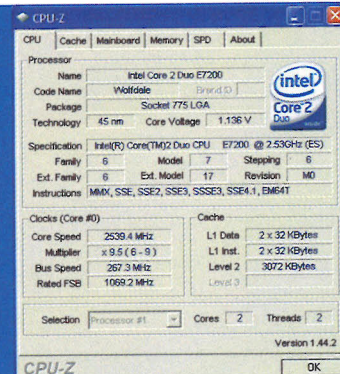 CPU-Z
CPU Cache Mainboard Memory SPD About
Processor
Name Intel Core 2 Duo E7200
Code Name Wolfdale Brand ID
Package Socket 775 LGA
Technology 45 nm Core Voltage 1.136 V
intel
Core 2
Duo
Specification Intel(R) Core(TM)2 Duo CPU E7200 @ 2.53GHz (ES)
Family 6 Model 7 Stepping 6
Ext. Family 6 Ext. Model 17 Revision M0
Instructions MMX, SSE, SSE2, SSE3, SSSE3, SSE4.1, EM64T
Clocks (Core #0)
Core Speed 2539.4 MHz
Multiplier x 9.5 ( 6 - 9 )
Bus Speed 267.3 MHz
Rated FSB 1069.2 MHz
Cache
L1 Data 2 x 32 KBytes
L1 Inst. 2 x 32 KBytes
Level 2 3072 KBytes
Level 3
Selection Processor #1 Cores 2 Threads 2
Version 1.44.2
CPU-Z OK